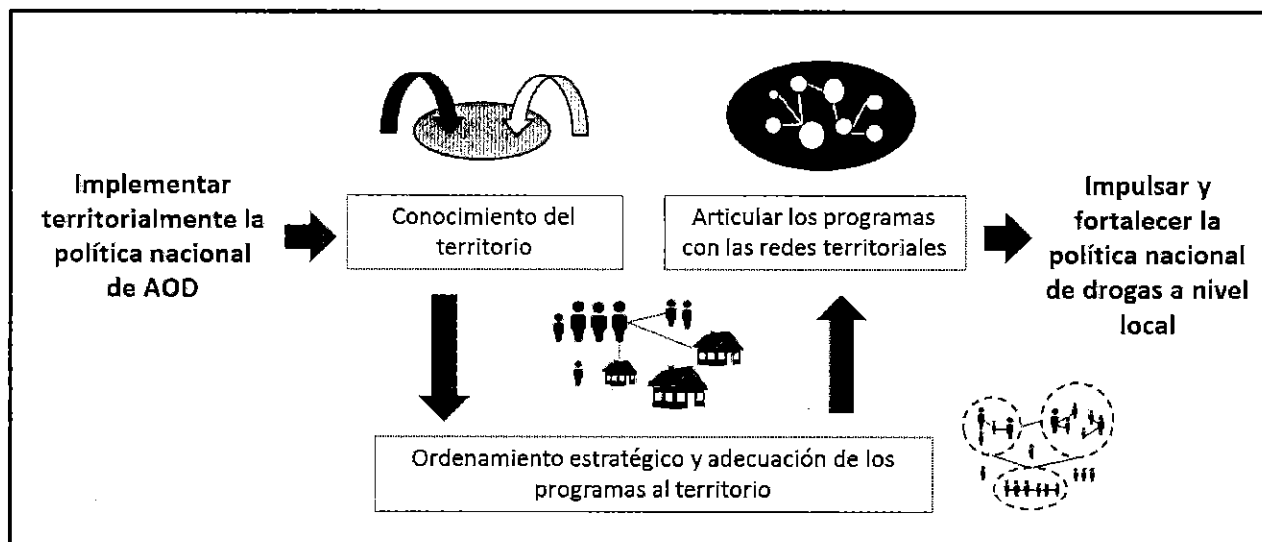 Implementar
territorialmente la
política nacional
de AOD
Conocimiento del
territorio
Ordenamiento estratégico y adecuación de los
programas al territorio
Articular los programas
con las redes territoriales
Impulsar y
fortalecer la
política nacional
de drogas a nivel
local